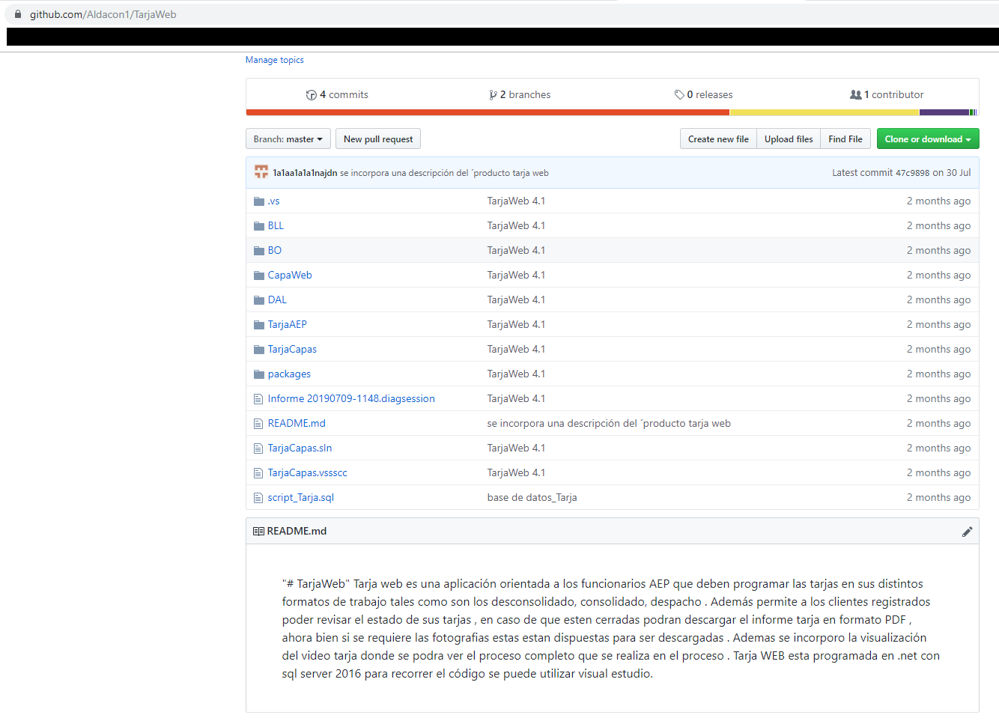 github.com/Aldacon1/TarjaWeb
Manage topics
4 commits 2 branches 0 releases 1 contributor
Branch: master New pull request Create new file Upload files Find File Clone or download
1a1aa1a1a1najdn se incorpora una descripción del ´producto tarja web Latest commit 47c9898 on 30 Jul
.vs TarjaWeb 4.1 2 months ago
BLL TarjaWeb 4.1 2 months ago
BO TarjaWeb 4.1 2 months ago
CapaWeb TarjaWeb 4.1 2 months ago
DAL TarjaWeb 4.1 2 months ago
TarjaAEP TarjaWeb 4.1 2 months ago
TarjaCapas TarjaWeb 4.1 2 months ago
packages TarjaWeb 4.1 2 months ago
Informe 20190709-1148.diagsession TarjaWeb 4.1 2 months ago
README.md se incorpora una descripción del ´producto tarja web 2 months ago
TarjaCapas.sln TarjaWeb 4.1 2 months ago
TarjaCapas.vssscc TarjaWeb 4.1 2 months ago
script_Tarja.sql base de datos_Tarja 2 months ago
README.md
"# TarjaWeb" Tarja web es una aplicación orientada a los funcionarios AEP que deben programar las tarjas en sus distintos
formatos de trabajo tales como son los desconsolidado, consolidado, despacho . Además permite a los clientes registrados
poder revisar el estado de sus tarjas , en caso de que esten cerradas podran descargar el informe tarja en formato PDF ,
ahora bien si se requiere las fotografias estas estan dispuestas para ser descargadas . Ademas se incorporo la visualización
del video tarja donde se podra ver el proceso completo que se realiza en el proceso . Tarja WEB esta programada en .net con
sql server 2016 para recorrer el código se puede utilizar visual estudio.